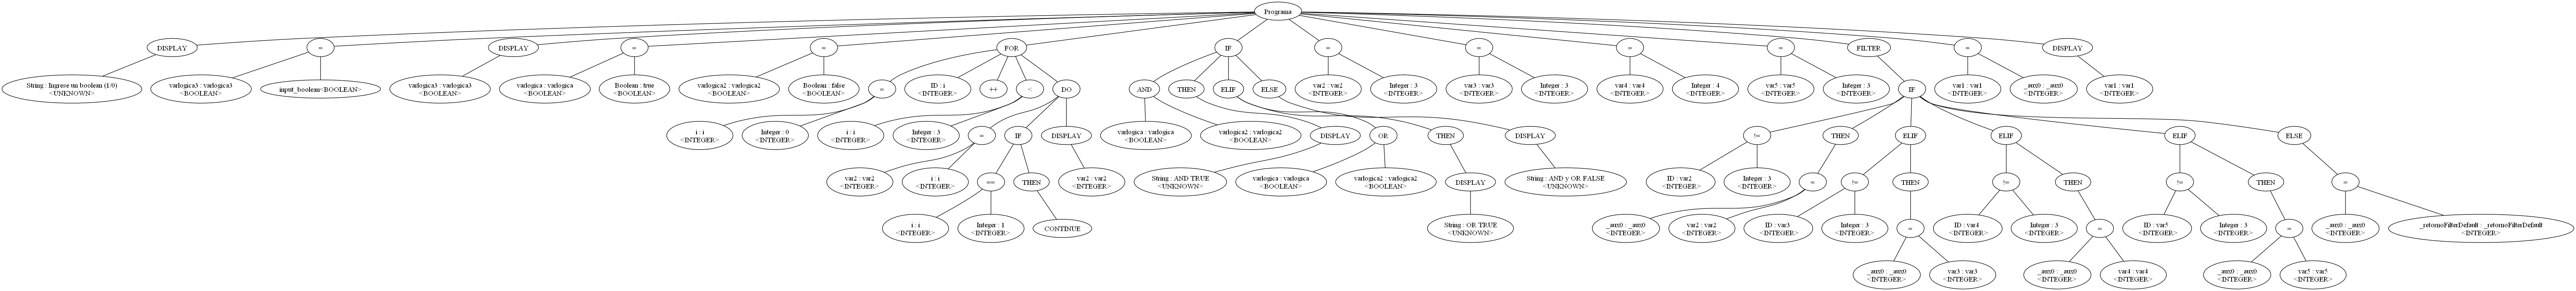 Programa
DISPLAY
=
DISPLAY
=
=
FOR
IF
=
=
=
=
FILTER
=
DISPLAY
String : Ingrese un boolean (1/0)
<UNKNOWN>
varlogica3 : varlogica3
<BOOLEAN>
input_boolean<BOOLEAN>
varlogica3 : varlogica3
<BOOLEAN>
varlogica : varlogica
<BOOLEAN>
Boolean : true
<BOOLEAN>
varlogica2 : varlogica2
<BOOLEAN>
Boolean : false
<BOOLEAN>
=
ID : i
<INTEGER>
++
<
DO
AND
THEN
ELIF
ELSE
var2 : var2
<INTEGER>
Integer : 3
<INTEGER>
var3 : var3
<INTEGER>
Integer : 3
<INTEGER>
var4 : var4
<INTEGER>
Integer : 4
<INTEGER>
var5 : var5
<INTEGER>
Integer : 3
<INTEGER>
IF
var1 : var1
<INTEGER>
_aux0 : _aux0
<INTEGER>
var1 : var1
<INTEGER>
i : i
<INTEGER>
Integer : 0
<INTEGER>
i : i
<INTEGER>
Integer : 3
<INTEGER>
=
IF
DISPLAY
varlogica : varlogica
<BOOLEAN>
varlogica2 : varlogica2
<BOOLEAN>
DISPLAY
OR
THEN
DISPLAY
!=
THEN
ELIF
ELIF
ELIF
ELSE
var2 : var2
<INTEGER>
i : i
<INTEGER>
==
THEN
var2 : var2
<INTEGER>
String : AND TRUE
<UNKNOWN>
varlogica : varlogica
<BOOLEAN>
varlogica2 : varlogica2
<BOOLEAN>
DISPLAY
String : AND y OR FALSE
<UNKNOWN>
ID : var2
<INTEGER>
Integer : 3
<INTEGER>
=
!=
THEN
!=
THEN
!=
THEN
=
i : i
<INTEGER>
Integer : 1
<INTEGER>
CONTINUE
String : OR TRUE
<UNKNOWN>
_aux0 : _aux0
<INTEGER>
var2 : var2
<INTEGER>
ID : var3
<INTEGER>
Integer : 3
<INTEGER>
=
ID : var4
<INTEGER>
Integer : 3
<INTEGER>
=
ID : var5
<INTEGER>
Integer : 3
<INTEGER>
=
_aux0 : _aux0
<INTEGER>
_retornoFilterDefault : _retornoFilterDefault
<INTEGER>
_aux0 : _aux0
<INTEGER>
var3 : var3
<INTEGER>
_aux0 : _aux0
<INTEGER>
var4 : var4
<INTEGER>
_aux0 : _aux0
<INTEGER>
var5 : var5
<INTEGER>